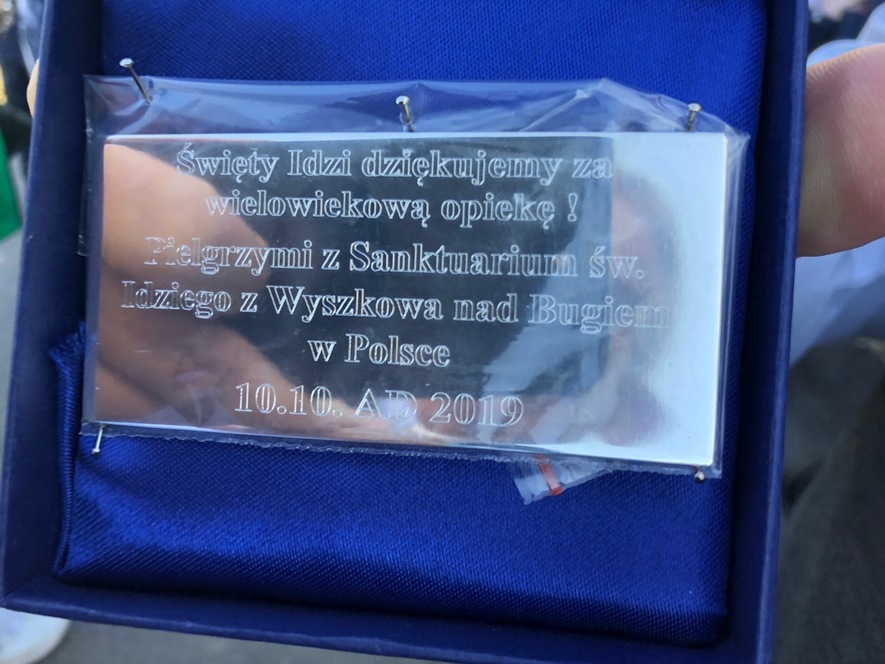 Święty Idzi dziękujemy za
wielowiekową opiekę !
Pielgrzymi z Sanktuarium św.
Idziego z Wyszkowa nad Bugiem
w Polsce
10.10. AD 2019